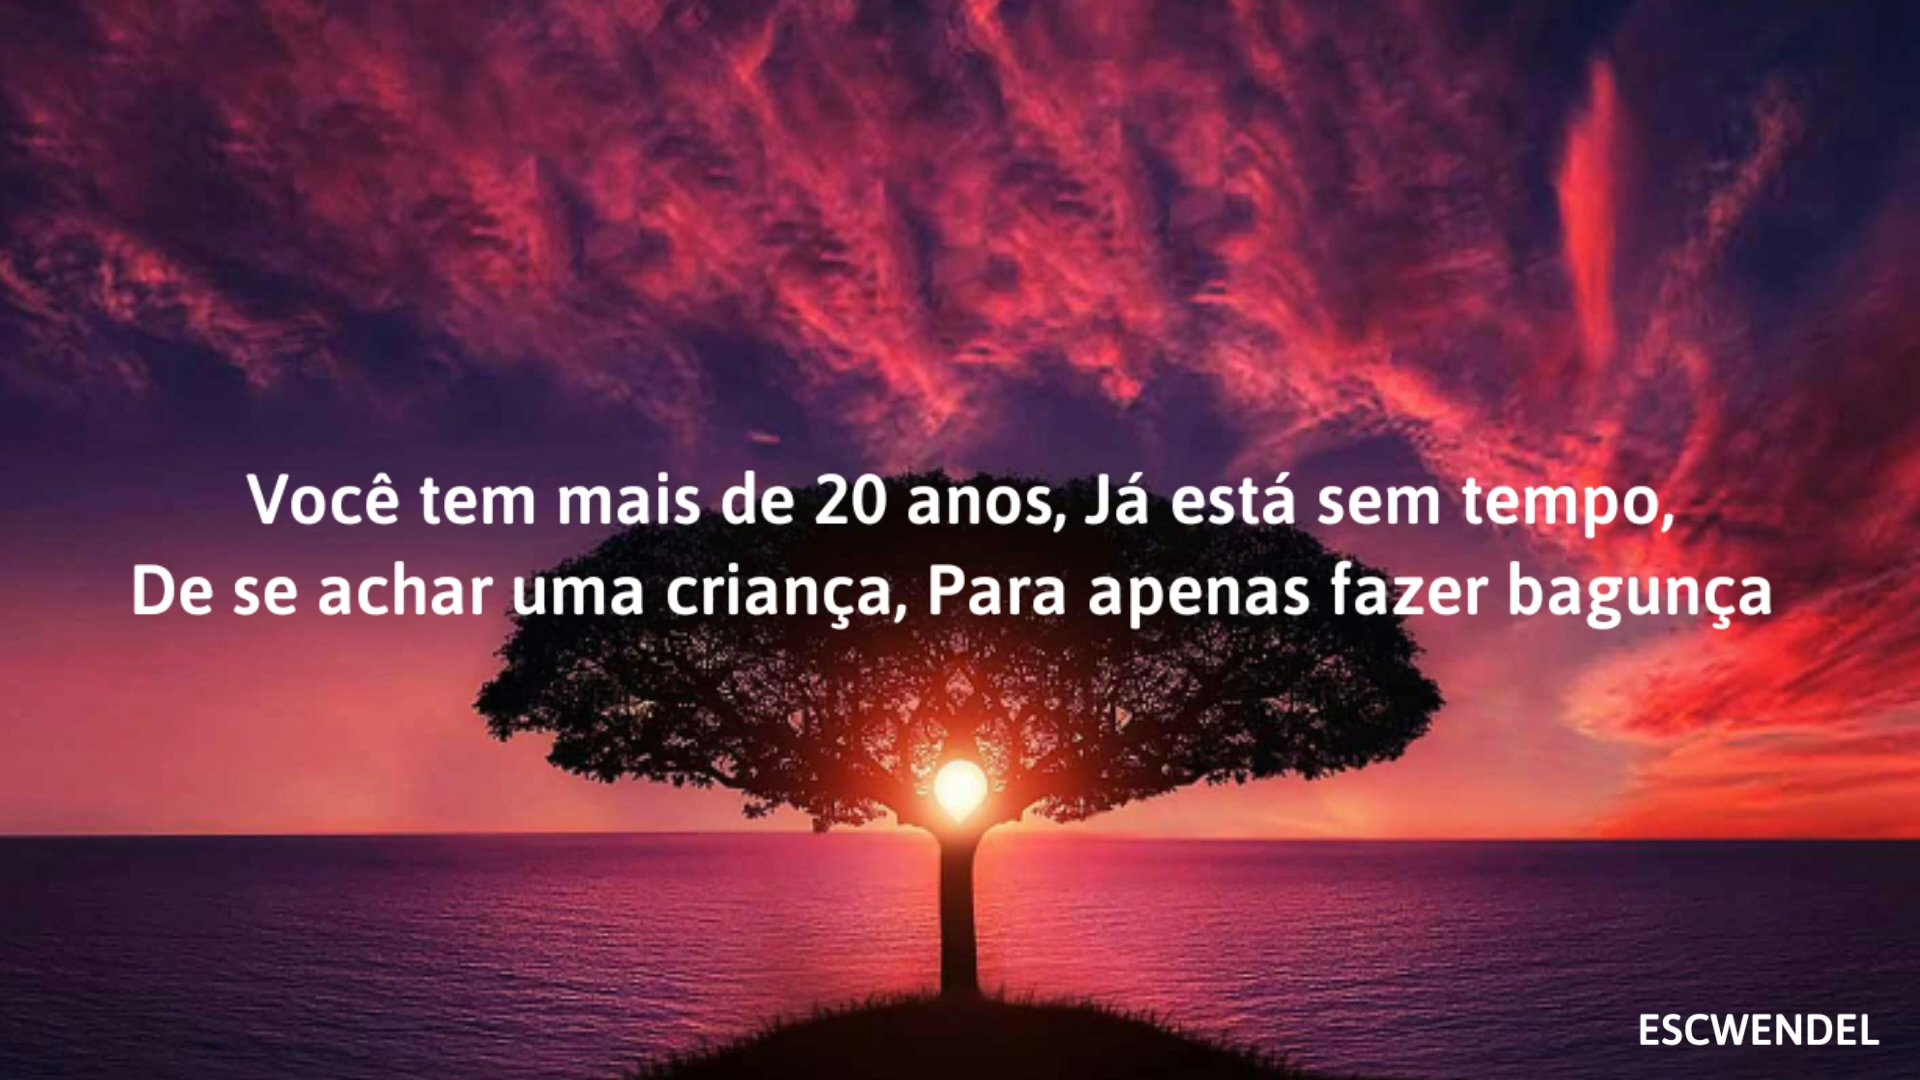 Você tem mais de 20 anos, Já está sem tempo,
De se achar uma criança, Para apenas fazer bagunça
ESCWENDEL